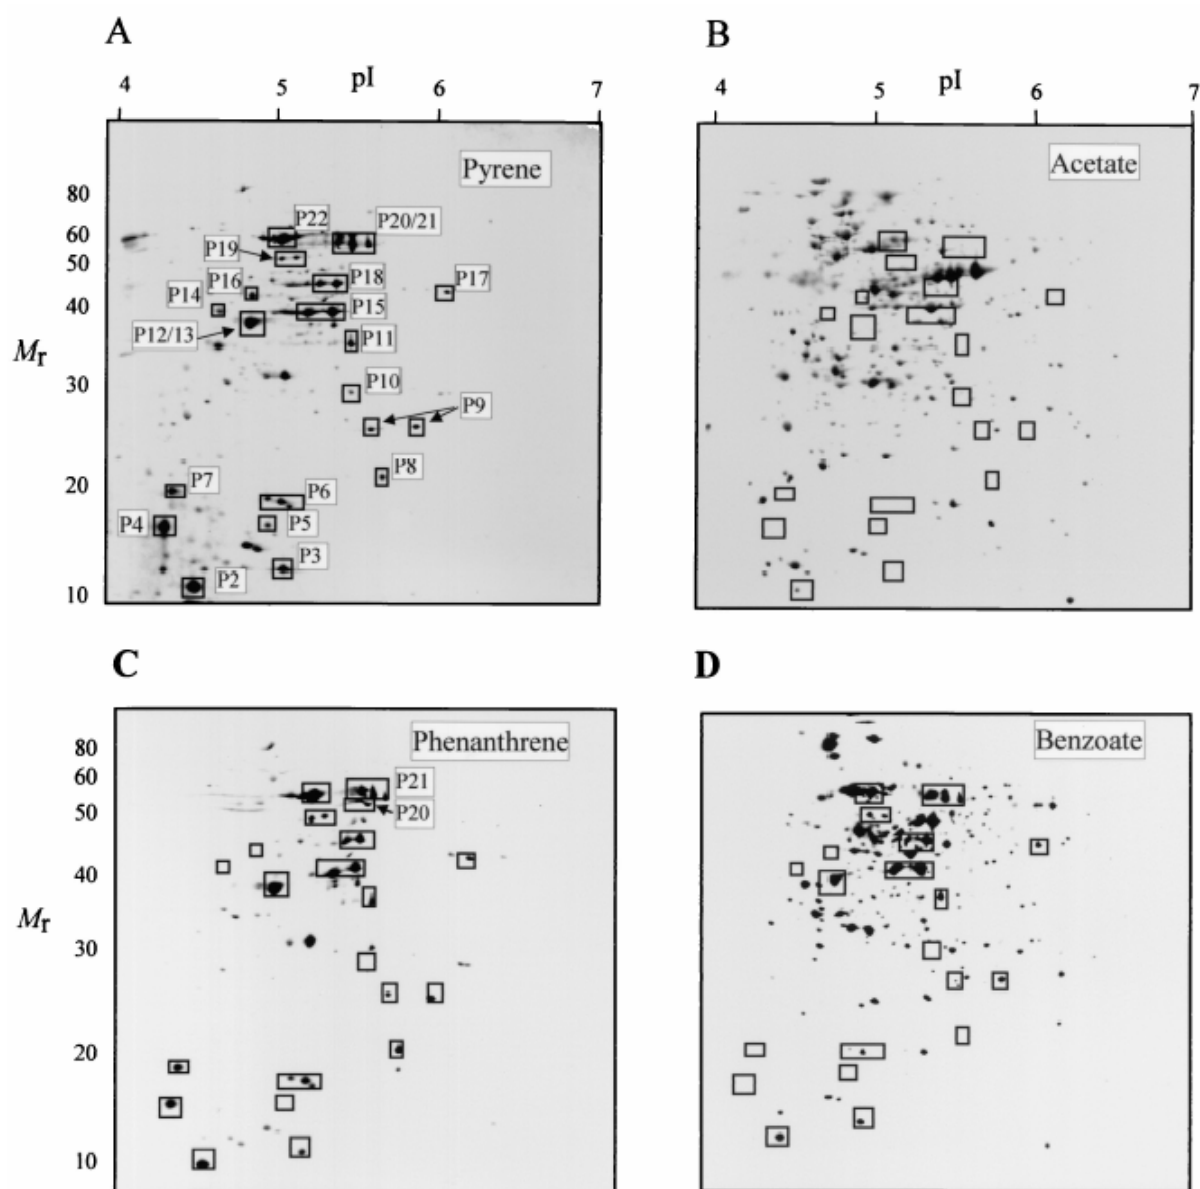 A
B
pI
pI
4 5 6 7
4 5 6 7
Pyrene
Acetate
80
60
50
40
30
20
10
Mr
P22
P20/21
P19
P16
P18
P17
P14
P15
P12/13
P11
P10
P9
P8
P7
P6
P4
P5
P3
P2
C
D
Phenanthrene
Benzoate
80
60
50
40
30
20
10
Mr
P21
P20